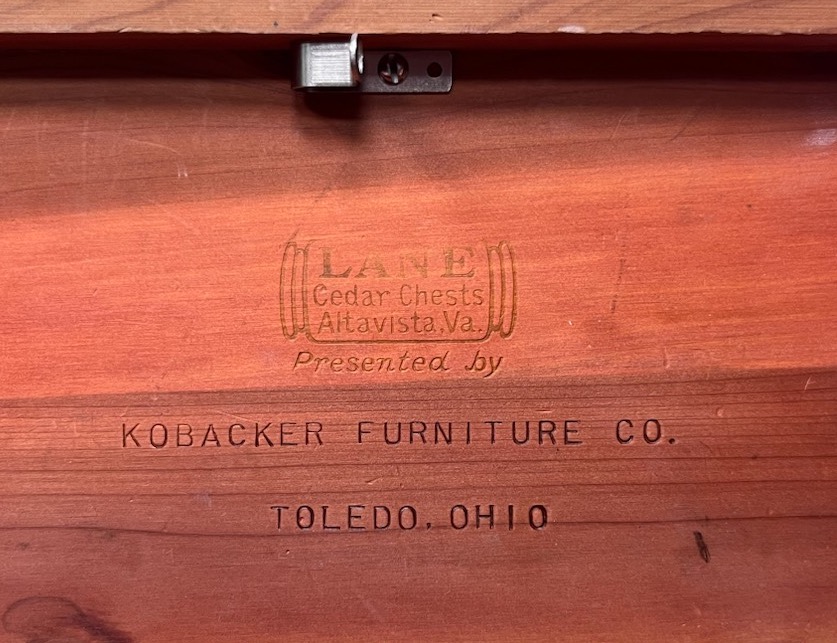 LANE
Cedar Chests
Altavista, Va.
Presented by
KOBACKER FURNITURE CO.
TOLEDO, OHIO